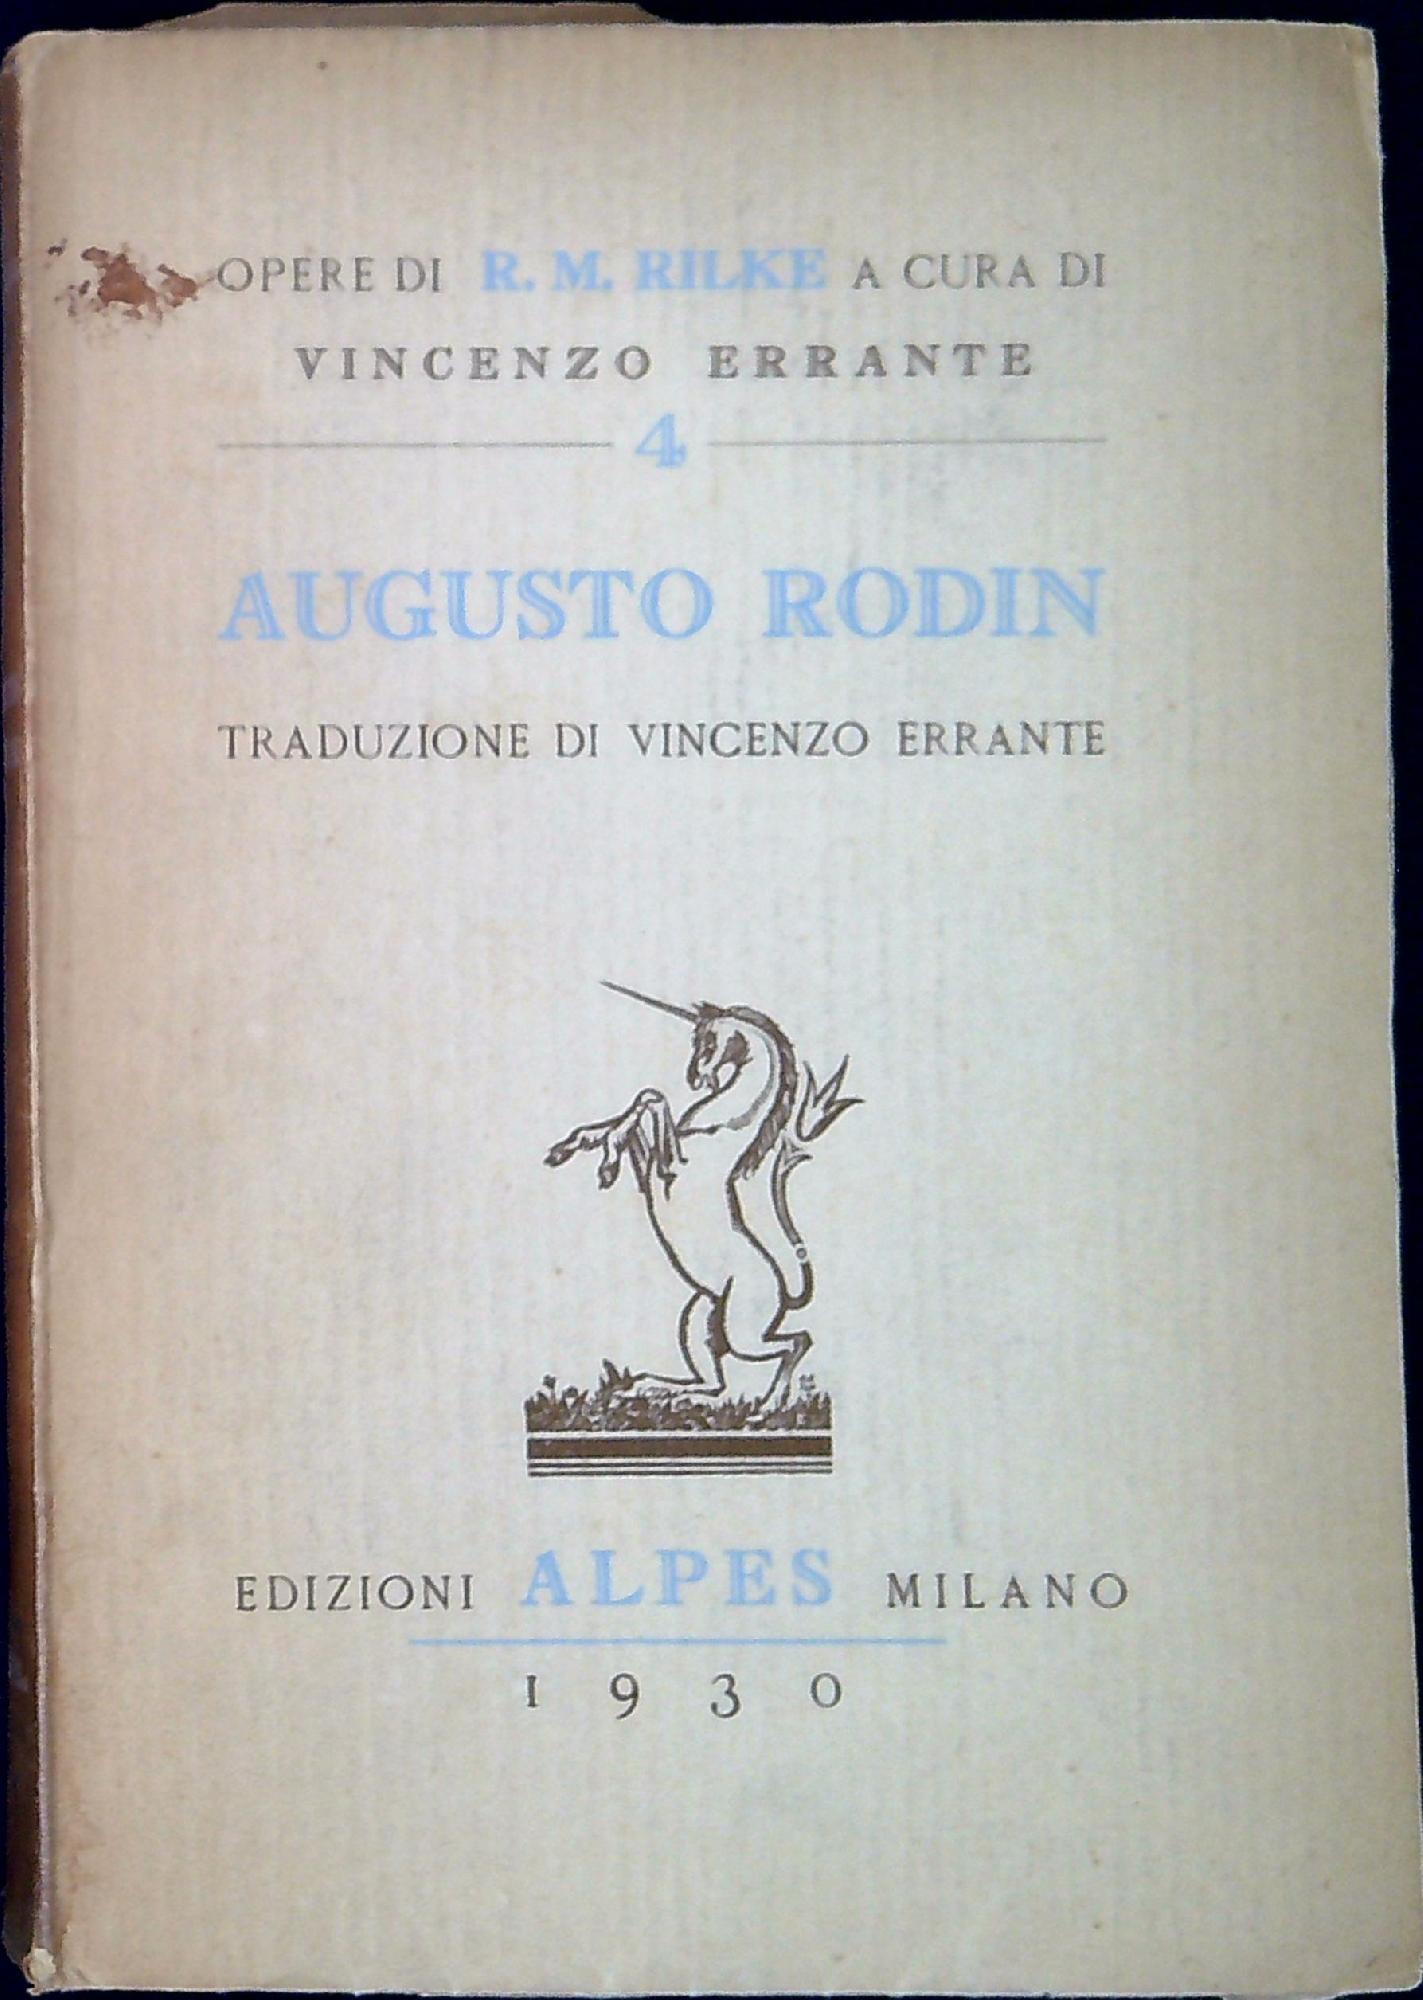 OPERE DI R. M. RILKE A CURA DI
VINCENZO ERRANTE
4
AUGUSTO RODIN
TRADUZIONE DI VINCENZO ERRANTE
EDIZIONI ALPES MILANO
1930